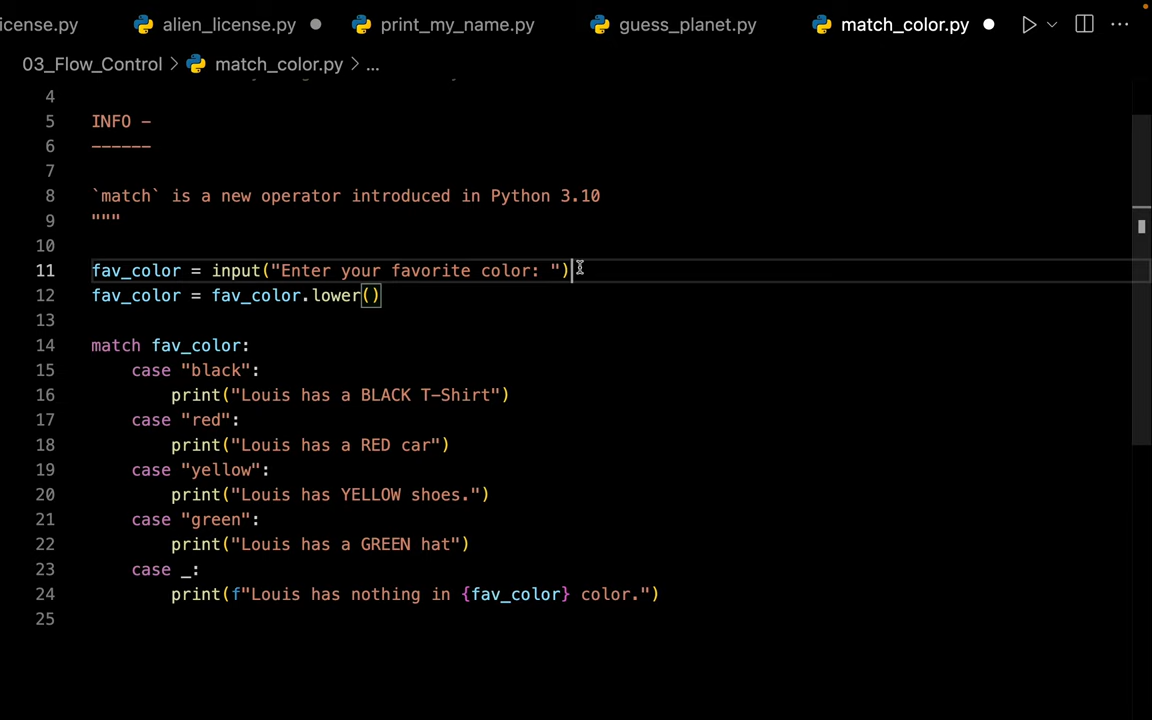 icense.py alien_license.py print_my_name.py guess_planet.py match_color.py
03_Flow_Control > match_color.py > ...
4
5 INFO -
6 ------
7
8 `match` is a new operator introduced in Python 3.10
9 """
10
11 fav_color = input("Enter your favorite color: ")
12 fav_color = fav_color.lower()
13
14 match fav_color:
15     case "black":
16         print("Louis has a BLACK T-Shirt")
17     case "red":
18         print("Louis has a RED car")
19     case "yellow":
20         print("Louis has YELLOW shoes.")
21     case "green":
22         print("Louis has a GREEN hat")
23     case _:
24         print(f"Louis has nothing in {fav_color} color.")
25